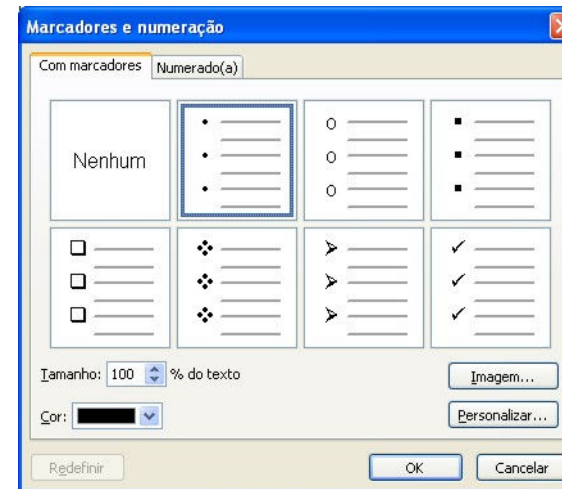 Marcadores e numeração
Com marcadores Numerado(a)
Nenhum
Tamanho: 100 % do texto
Imagem...
Cor:
Personalizar...
Redefinir OK Cancelar